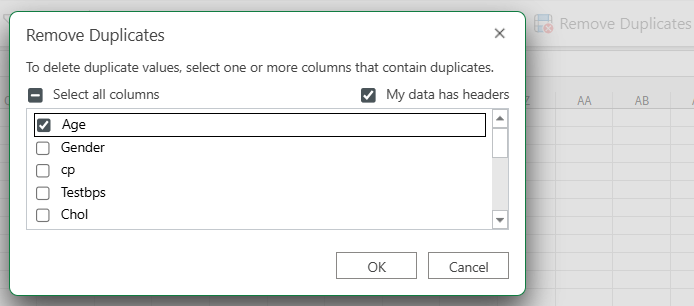 Remove Duplicates
Remove Duplicates
To delete duplicate values, select one or more columns that contain duplicates.
Select all columns
My data has headers
Z
AA
AB
Age
Gender
cp
Testbps
Chol
OK
Cancel